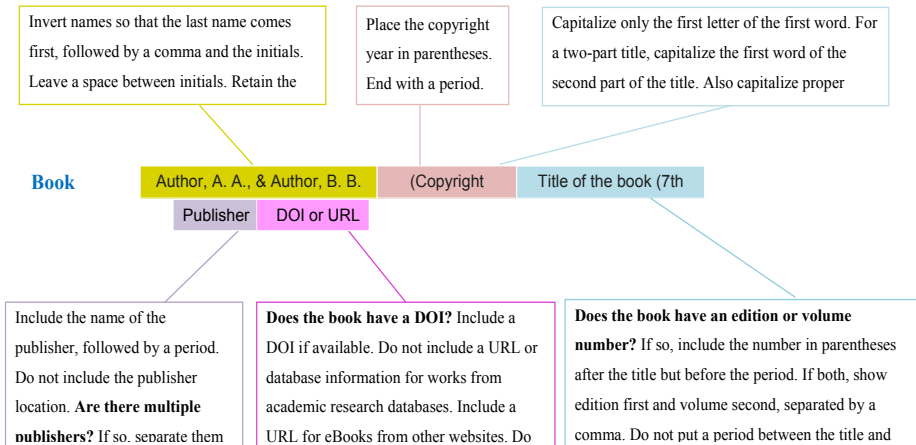 Invert names so that the last name comes
first, followed by a comma and the initials.
Leave a space between initials. Retain the
Place the copyright
year in parentheses.
End with a period.
Capitalize only the first letter of the first word. For
a two-part title, capitalize the first word of the
second part of the title. Also capitalize proper
Book
Author, A. A., & Author, B. B.
(Copyright
Title of the book (7th
Publisher
DOI or URL
Include the name of the
publisher, followed by a period.
Do not include the publisher
location. Are there multiple
publishers? If so, separate them
Does the book have a DOI? Include a
DOI if available. Do not include a URL or
database information for works from
academic research databases. Include a
URL for eBooks from other websites. Do
Does the book have an edition or volume
number? If so, include the number in parentheses
after the title but before the period. If both, show
edition first and volume second, separated by a
comma. Do not put a period between the title and